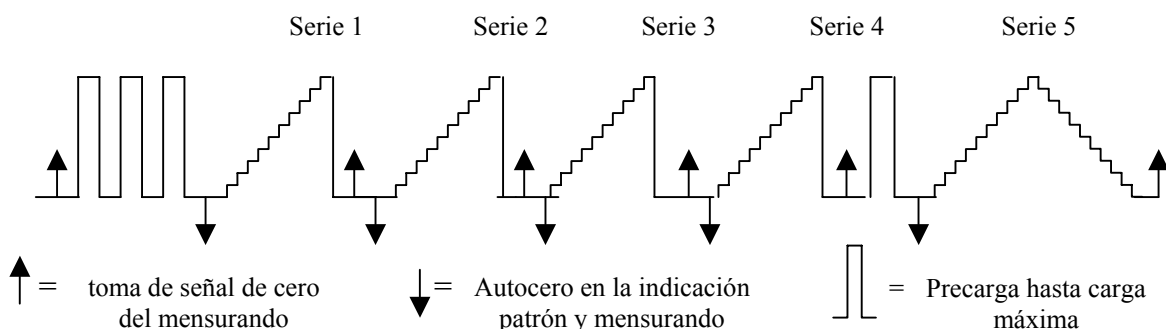 Serie 1 Serie 2 Serie 3 Serie 4 Serie 5
= toma de señal de cero del mensurando
= Autocero en la indicación patrón y mensurando
= Precarga hasta carga máxima